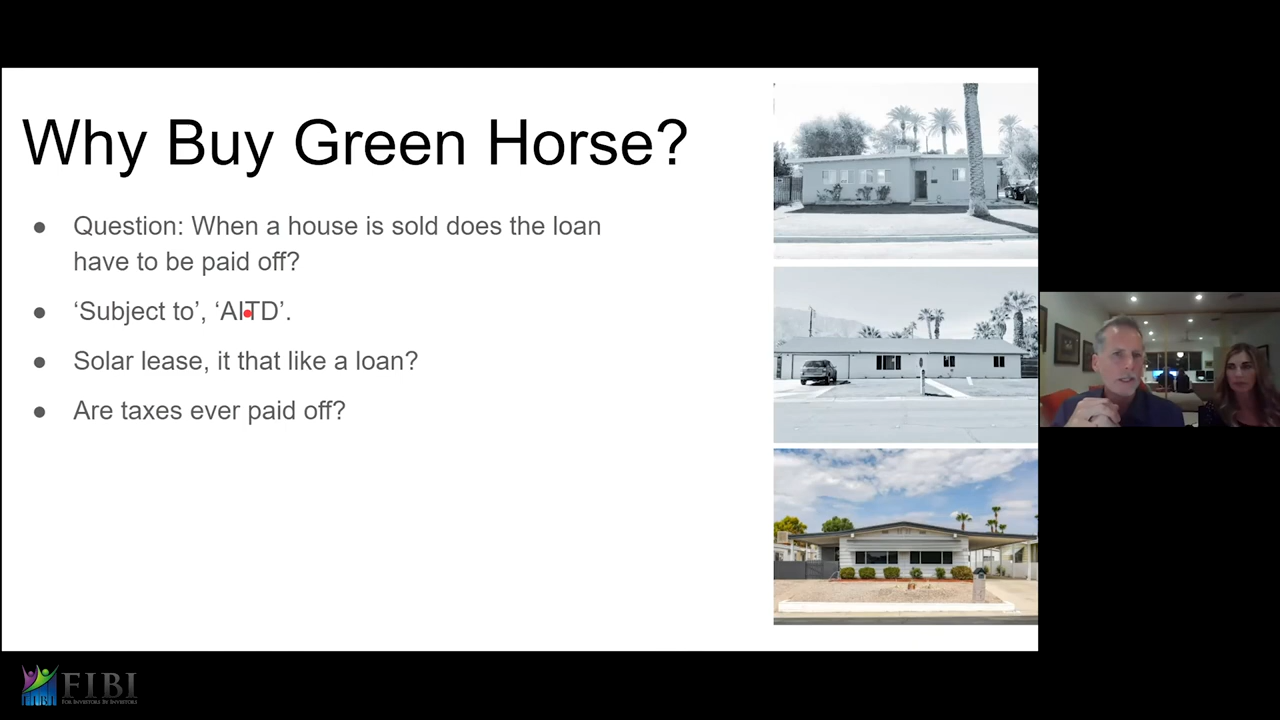 Why Buy Green Horse?
● Question: When a house is sold does the loan
have to be paid off?
● ‘Subject to’, ‘AITD’.
● Solar lease, it that like a loan?
● Are taxes ever paid off?
FIBI
FOR INVESTORS BY INVESTORS